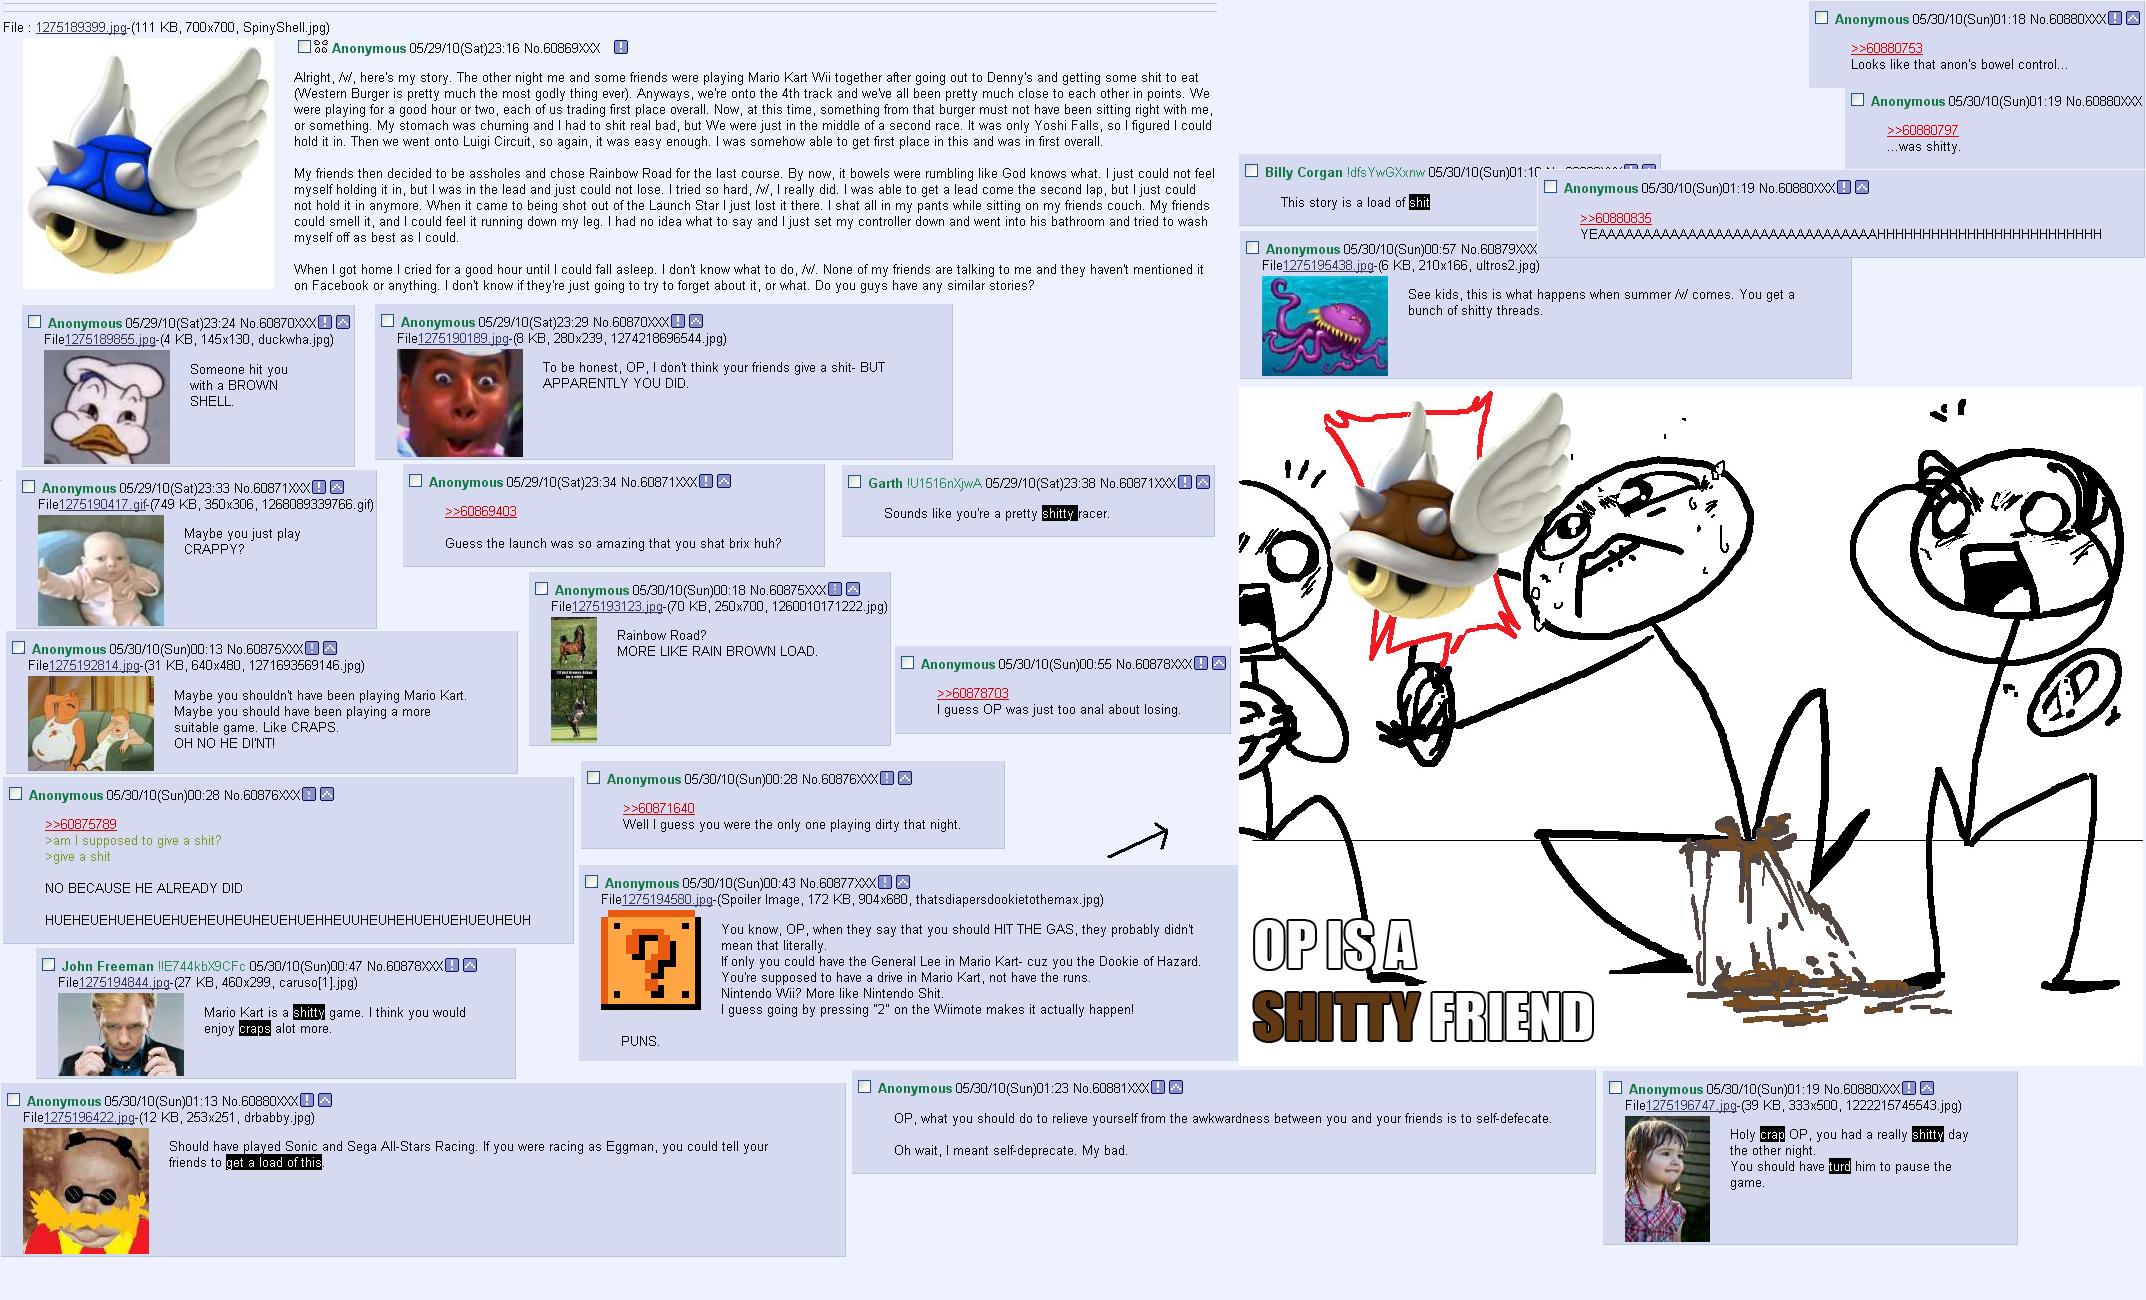 File : 1275189399.jpg-(111 KB, 700x700, SpinyShell.jpg)
Anonymous 05/29/10(Sat)23:16 No.60869XXX
Alright, /v/, here's my story. The other night me and some friends were playing Mario Kart Wii together after going out to Denny's and getting some shit to eat
(Western Burger is pretty much the most godly thing ever). Anyways, we're onto the 4th track and we've all been pretty much close to each other in points. We
were playing for a good hour or two, each of us trading first place overall. Now, at this time, something from that burger must not have been sitting right with me,
or something. My stomach was churning and I had to shit real bad, but We were just in the middle of a second race. It was only Yoshi Falls, so I figured I could
hold it in. Then we went onto Luigi Circuit, so again, it was easy enough. I was somehow able to get first place in this and was in first overall.
My friends then decided to be assholes and chose Rainbow Road for the last course. By now, it bowels were rumbling like God knows what. I just could not feel
myself holding it in, but I was in the lead and just could not lose. I tried so hard, /v/, I really did. I was able to get a lead come the second lap, but I just could
not hold it in anymore. When it came to being shot out of the Launch Star I just lost it there. I shat all in my pants while sitting on my friends couch. My friends
could smell it, and I could feel it running down my leg. I had no idea what to say and I just set my controller down and went into his bathroom and tried to wash
myself off as best as I could.
When I got home I cried for a good hour until I could fall asleep. I don't know what to do, /v/. None of my friends are talking to me and they haven't mentioned it
on Facebook or anything. I don't know if they're just going to try to forget about it, or what. Do you guys have any similar stories?
Anonymous 05/29/10(Sat)23:24 No.60870XXX
File1275189855.jpg-(4 KB, 145x130, duckwha.jpg)
Someone hit you
with a BROWN
SHELL.
Anonymous 05/29/10(Sat)23:29 No.60870XXX
File1275190189.jpg-(8 KB, 280x239, 1274218696544.jpg)
To be honest, OP, I don't think your friends give a shit- BUT
APPARENTLY YOU DID.
Anonymous 05/29/10(Sat)23:33 No.60871XXX
File1275190417.gif-(749 KB, 350x306, 1268089339766.gif)
Maybe you just play
CRAPPY?
Anonymous 05/29/10(Sat)23:34 No.60871XXX
>>60869403
Guess the launch was so amazing that you shat brix huh?
Garth !U1516nXjwA 05/29/10(Sat)23:38 No.60871XXX
Sounds like you're a pretty shitty racer.
Anonymous 05/30/10(Sun)00:13 No.60875XXX
File1275192814.jpg-(31 KB, 640x480, 1271693569146.jpg)
Maybe you shouldn't have been playing Mario Kart.
Maybe you should have been playing a more
suitable game. Like CRAPS.
OH NO HE DI'NT!
Anonymous 05/30/10(Sun)00:18 No.60875XXX
File1275193123.jpg-(70 KB, 250x700, 1260010171222.jpg)
Rainbow Road?
MORE LIKE RAIN BROWN LOAD.
Anonymous 05/30/10(Sun)00:55 No.60878XXX
>>60878703
I guess OP was just too anal about losing.
Anonymous 05/30/10(Sun)00:28 No.60876XXX
>>60875789
>am I supposed to give a shit?
>give a shit
NO BECAUSE HE ALREADY DID
HUEHEUEHUEHEUEHUEHEUHEUHEUEHUEHHEUUHEUHEHUEHUEHUEUHEUH
Anonymous 05/30/10(Sun)00:28 No.60876XXX
>>60871640
Well I guess you were the only one playing dirty that night.
Anonymous 05/30/10(Sun)00:43 No.60877XXX
File1275194580.jpg-(Spoiler Image, 172 KB, 904x680, thatsdiapersdookietothemax.jpg)
You know, OP, when they say that you should HIT THE GAS, they probably didn't
mean that literally.
If only you could have the General Lee in Mario Kart- cuz you the Dookie of Hazard.
You're supposed to have a drive in Mario Kart, not have the runs.
Nintendo Wii? More like Nintendo Shit.
I guess going by pressing "2" on the Wiimote makes it actually happen!
PUNS.
John Freeman !!E744kbX9CFc 05/30/10(Sun)00:47 No.60878XXX
File1275194844.jpg-(27 KB, 460x299, caruso[1].jpg)
Mario Kart is a shitty game. I think you would
enjoy craps alot more.
Anonymous 05/30/10(Sun)01:13 No.60880XXX
File1275196422.jpg-(12 KB, 253x251, drbabby.jpg)
Should have played Sonic and Sega All-Stars Racing. If you were racing as Eggman, you could tell your
friends to get a load of this.
Anonymous 05/30/10(Sun)01:23 No.60881XXX
OP, what you should do to relieve yourself from the awkwardness between you and your friends is to self-defecate.
Oh wait, I meant self-deprecate. My bad.
Anonymous 05/30/10(Sun)01:19 No.60880XXX
File1275196747.jpg-(39 KB, 333x500, 1222215745543.jpg)
Holy crap OP, you had a really shitty day
the other night.
You should have turd him to pause the
game.
Anonymous 05/30/10(Sun)01:18 No.60880XXX
>>60880753
Looks like that anon's bowel control...
Anonymous 05/30/10(Sun)01:19 No.60880XXX
>>60880797
...was shitty.
Billy Corgan !dfsYwGXxnw 05/30/10(Sun)01:10
This story is a load of shit
Anonymous 05/30/10(Sun)01:19 No.60880XXX
>>60880835
YEAAAAAAAAAAAAAAAAAAAAAAAAAAAAAAAHHHHHHHHHHHHHHHHHHHHHHHHH
Anonymous 05/30/10(Sun)00:57 No.60879XXX
File1275195438.jpg-(6 KB, 210x166, ultros2.jpg)
See kids, this is what happens when summer /v/ comes. You get a
bunch of shitty threads.
OP IS A
SHITTY FRIEND